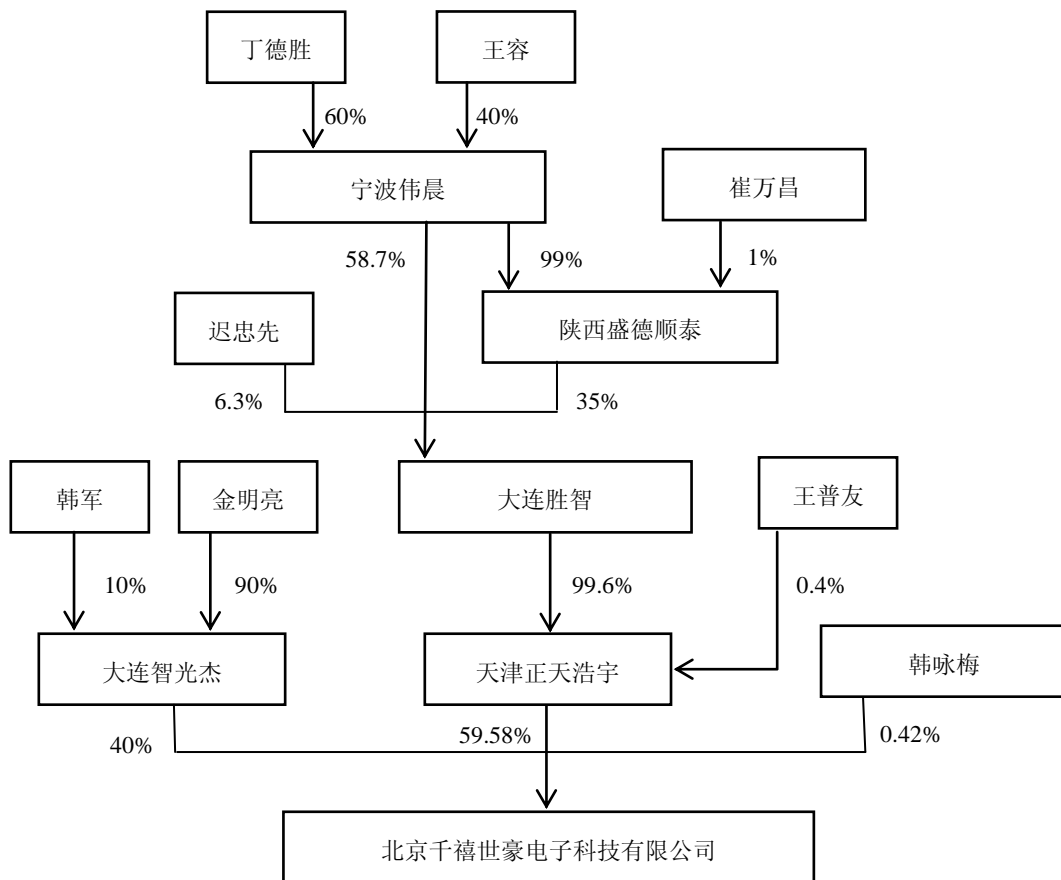 丁德胜
王容
60%
40%
宁波伟晨
崔万昌
58.7%
99%
1%
迟忠先
陕西盛德顺泰
6.3%
35%
韩军
金明亮
大连胜智
王普友
10%
90%
99.6%
0.4%
大连智光杰
天津正天浩宇
韩咏梅
40%
59.58%
0.42%
北京千禧世豪电子科技有限公司